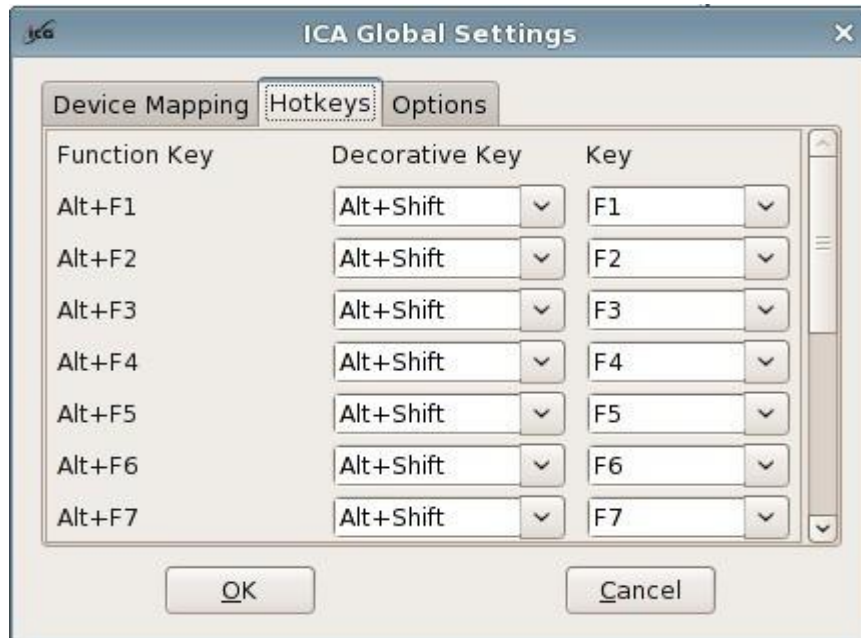 ica ICA Global Settings
Device Mapping Hotkeys Options
Function Key Decorative Key Key
Alt+F1 Alt+Shift F1
Alt+F2 Alt+Shift F2
Alt+F3 Alt+Shift F3
Alt+F4 Alt+Shift F4
Alt+F5 Alt+Shift F5
Alt+F6 Alt+Shift F6
Alt+F7 Alt+Shift F7
OK Cancel